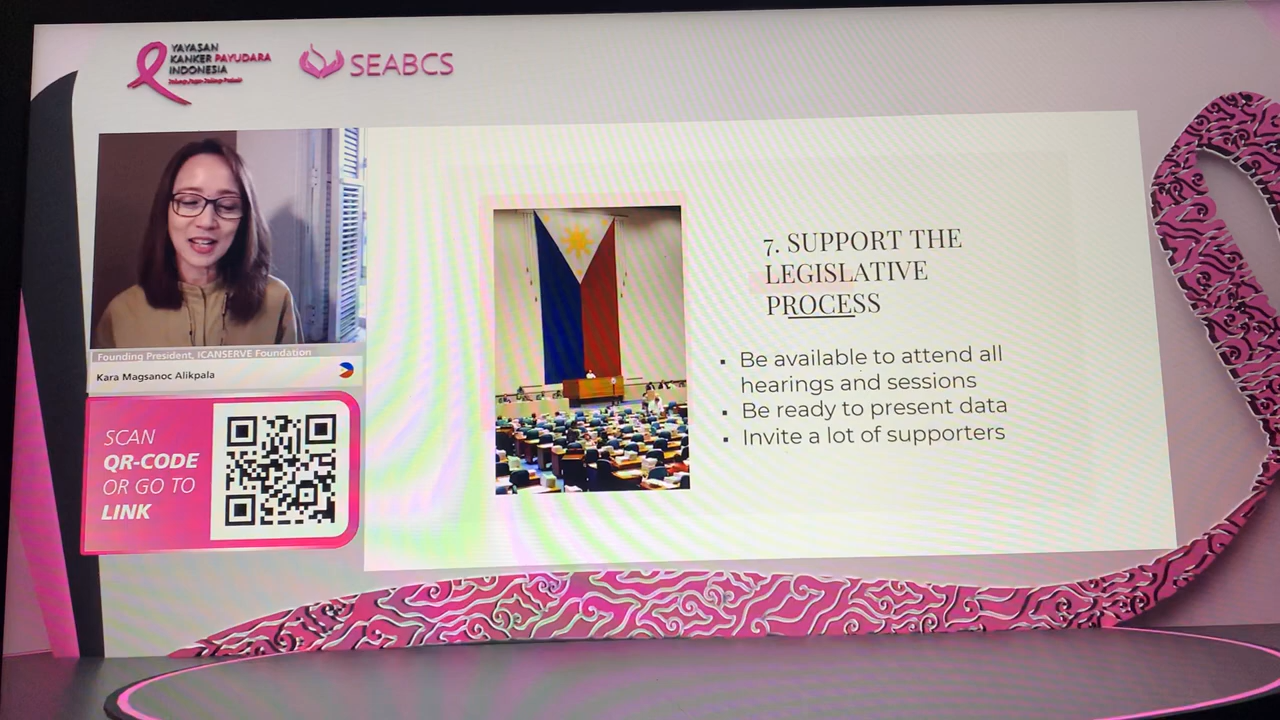 YAYASAN
KANKER PAYUDARA
INDONESIA
SEABCS
Founding President, ICANSERVE Foundation
Kara Magsanoc Alikpala
SCAN
QR-CODE
OR GO TO
LINK
7. SUPPORT THE
LEGISLATIVE
PROCESS
▪ Be available to attend all
hearings and sessions
▪ Be ready to present data
▪ Invite a lot of supporters